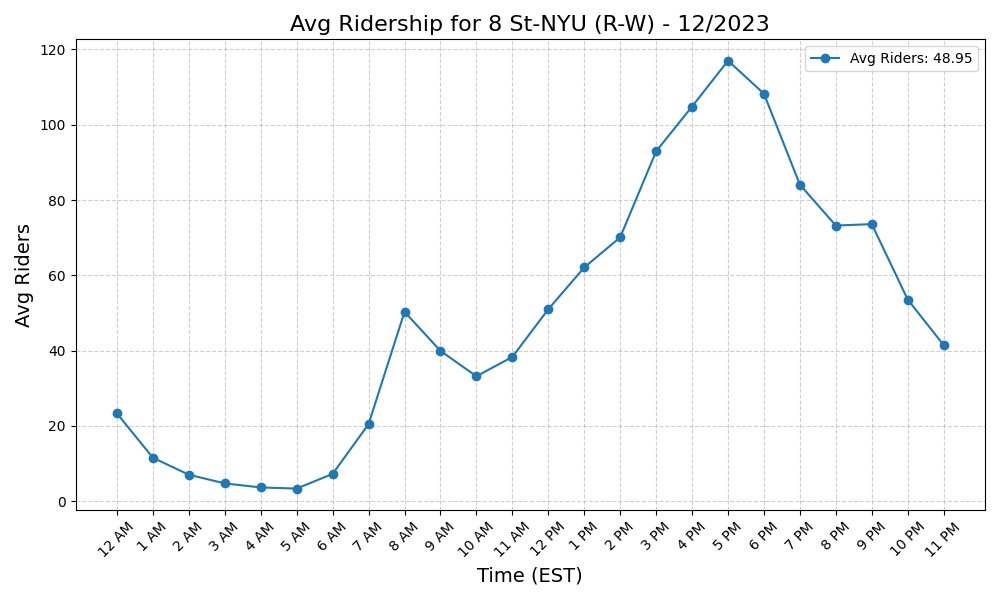 Avg Ridership for 8 St-NYU (R-W) - 12/2023
Avg Riders: 48.95
Avg Riders
120
100
80
60
40
20
0
12 AM
1 AM
2 AM
3 AM
4 AM
5 AM
6 AM
7 AM
8 AM
9 AM
10 AM
11 AM
12 PM
1 PM
2 PM
3 PM
4 PM
5 PM
6 PM
7 PM
8 PM
9 PM
10 PM
11 PM
Time (EST)